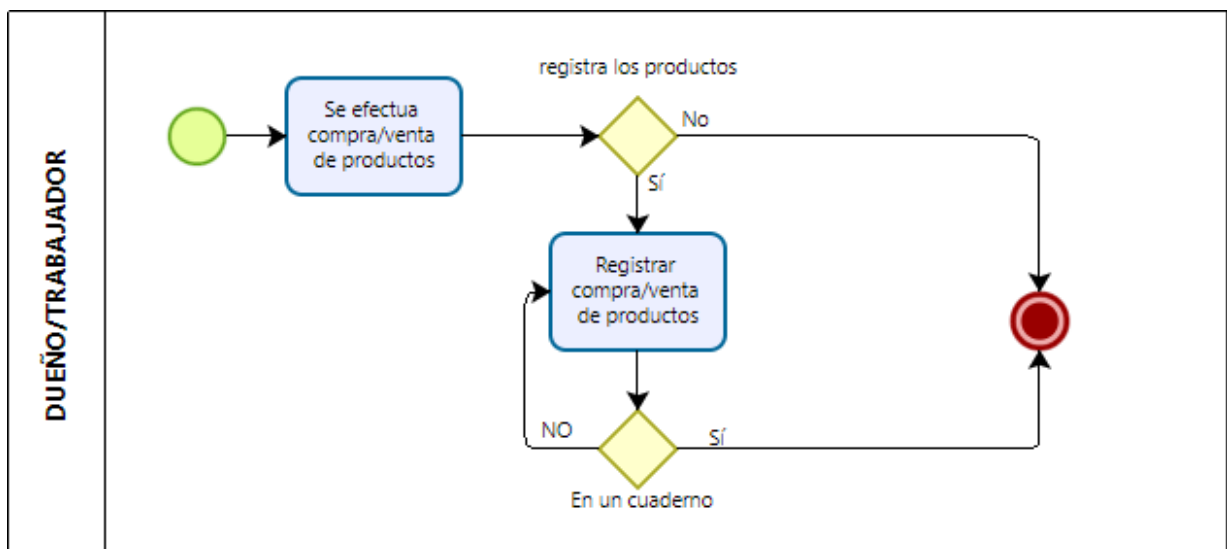 DUEÑO/TRABAJADOR
Se efectua
compra/venta
de productos
registra los productos
No
Sí
Registrar
compra/venta
de productos
NO
Sí
En un cuaderno